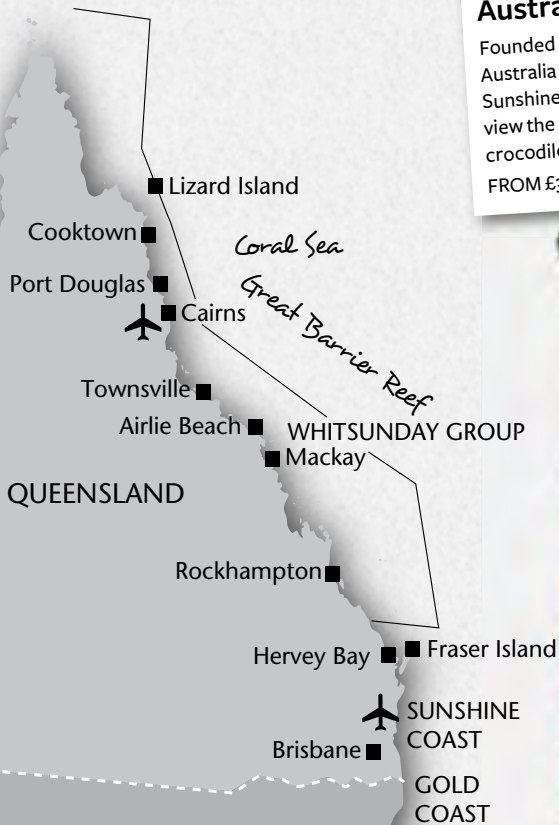 Austra
Founded
Australia
Sunshine
view the
crocodile
FROM £
Lizard Island
Cooktown
Coral Sea
Port Douglas
Great Barrier Reef
Cairns
Townsville
Airlie Beach
WHITSUNDAY GROUP
Mackay
QUEENSLAND
Rockhampton
Hervey Bay
Fraser Island
SUNSHINE
COAST
Brisbane
GOLD
COAST